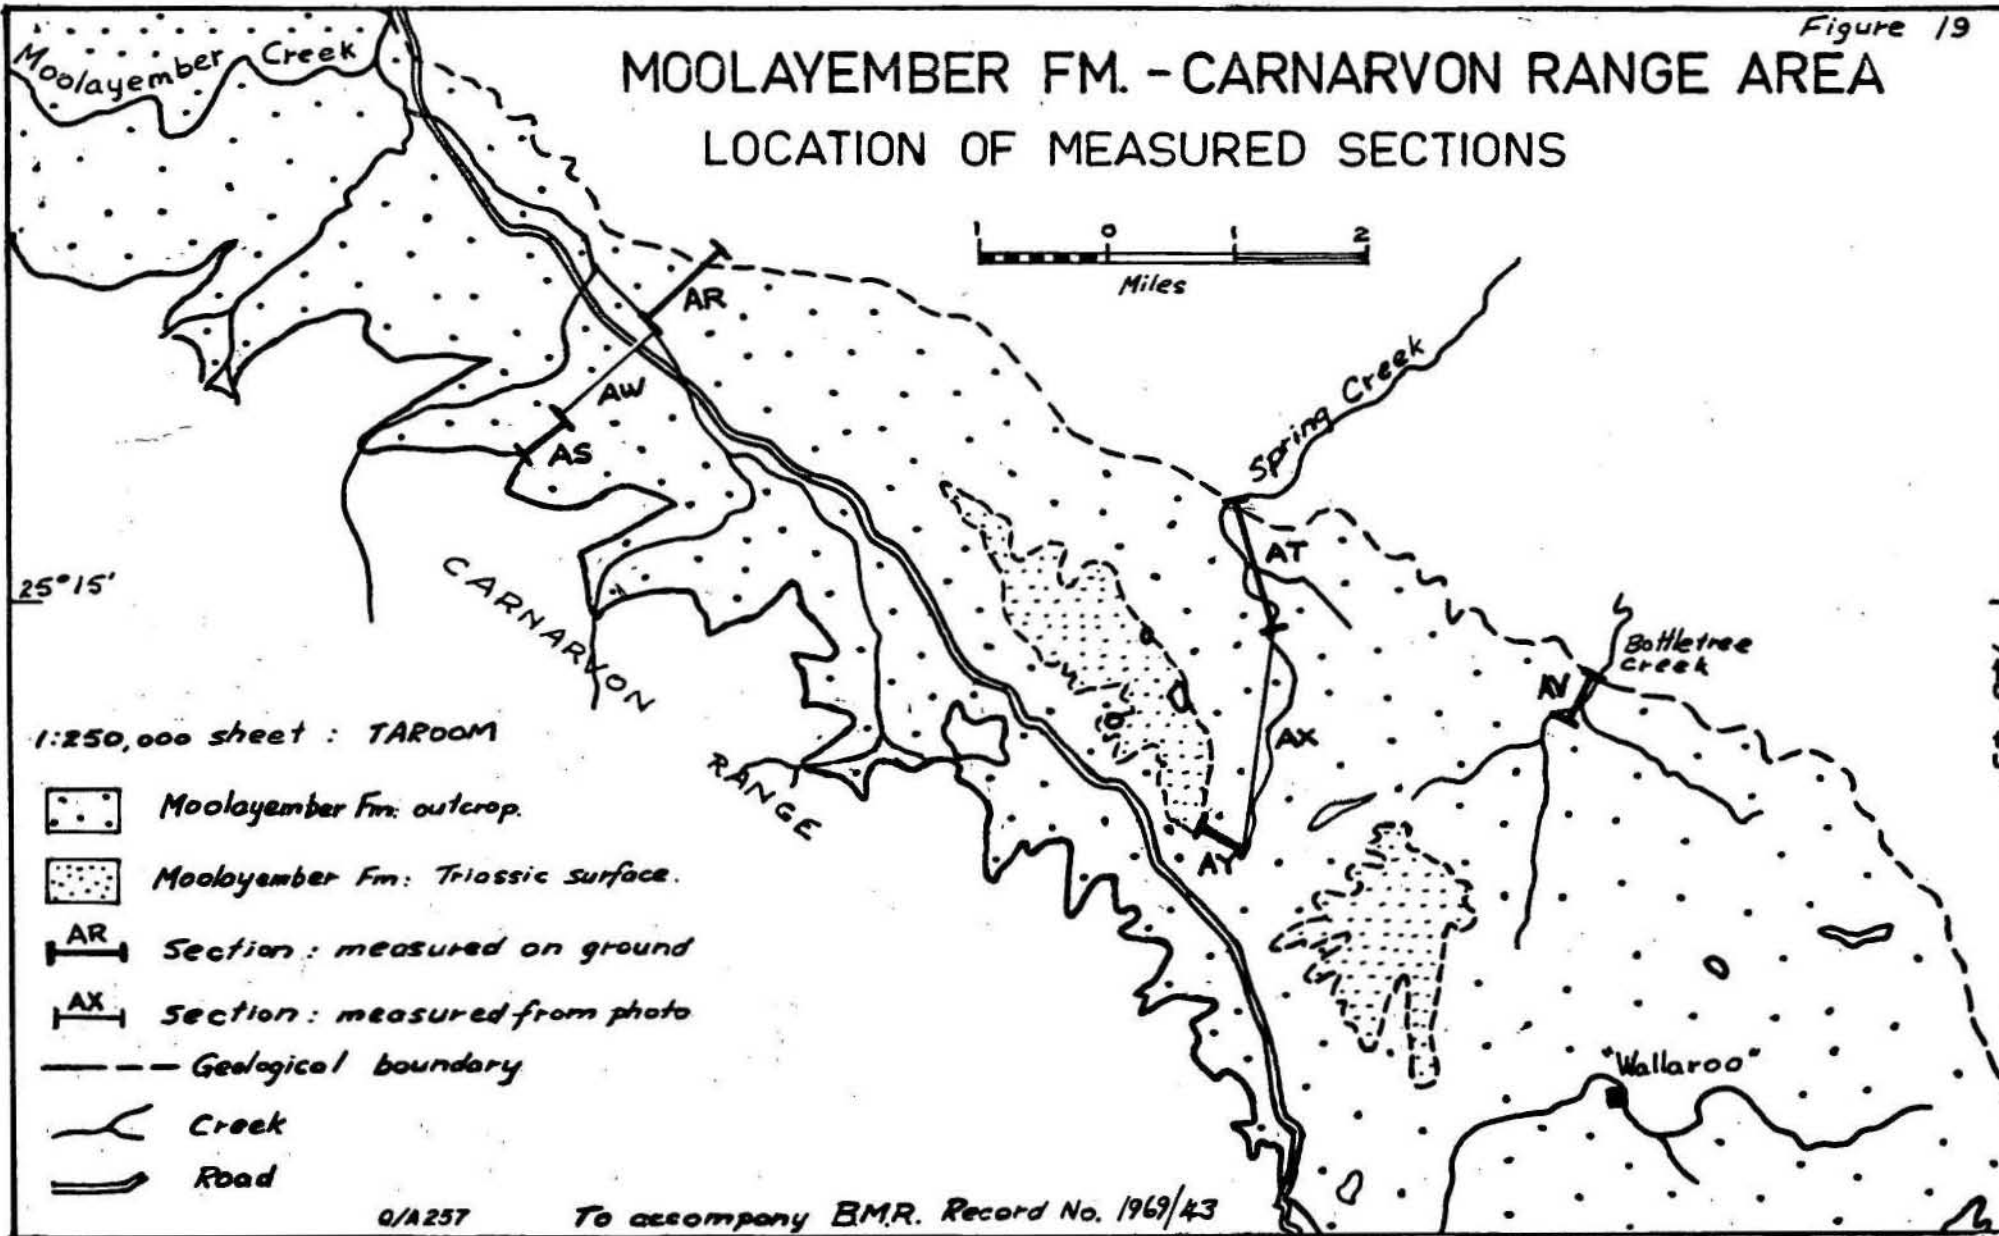 Figure 19
MOOLAYEMBER FM. - CARNARVON RANGE AREA
LOCATION OF MEASURED SECTIONS
Moolayember Creek
1 0 1 2
Miles
AR
AW
AS
Spring Creek
AT
25°15'
CARNARVON
RANGE
Bottletree
Creek
AV
AX
AY
1:250,000 sheet : TAROOM
Moolayember Fm: outcrop.
Moolayember Fm: Triassic surface.
AR Section : measured on ground
AX Section : measured from photo
Geological boundary
Creek
Road
"Wallaroo"
Q/A257
To accompany B.M.R. Record No. 1969/43